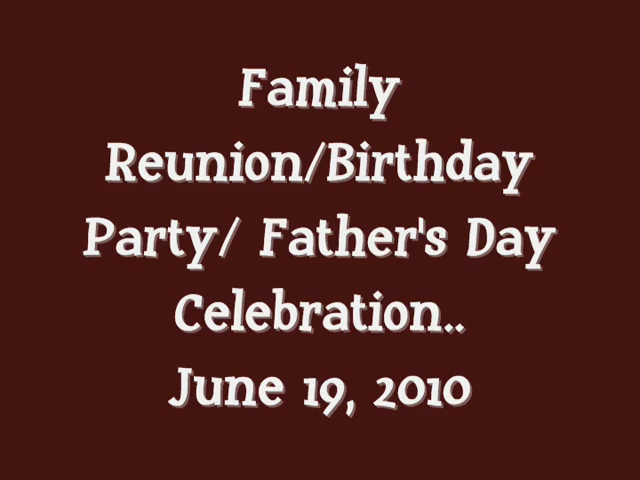 Family
Reunion/Birthday
Party/ Father's Day
Celebration..
June 19, 2010